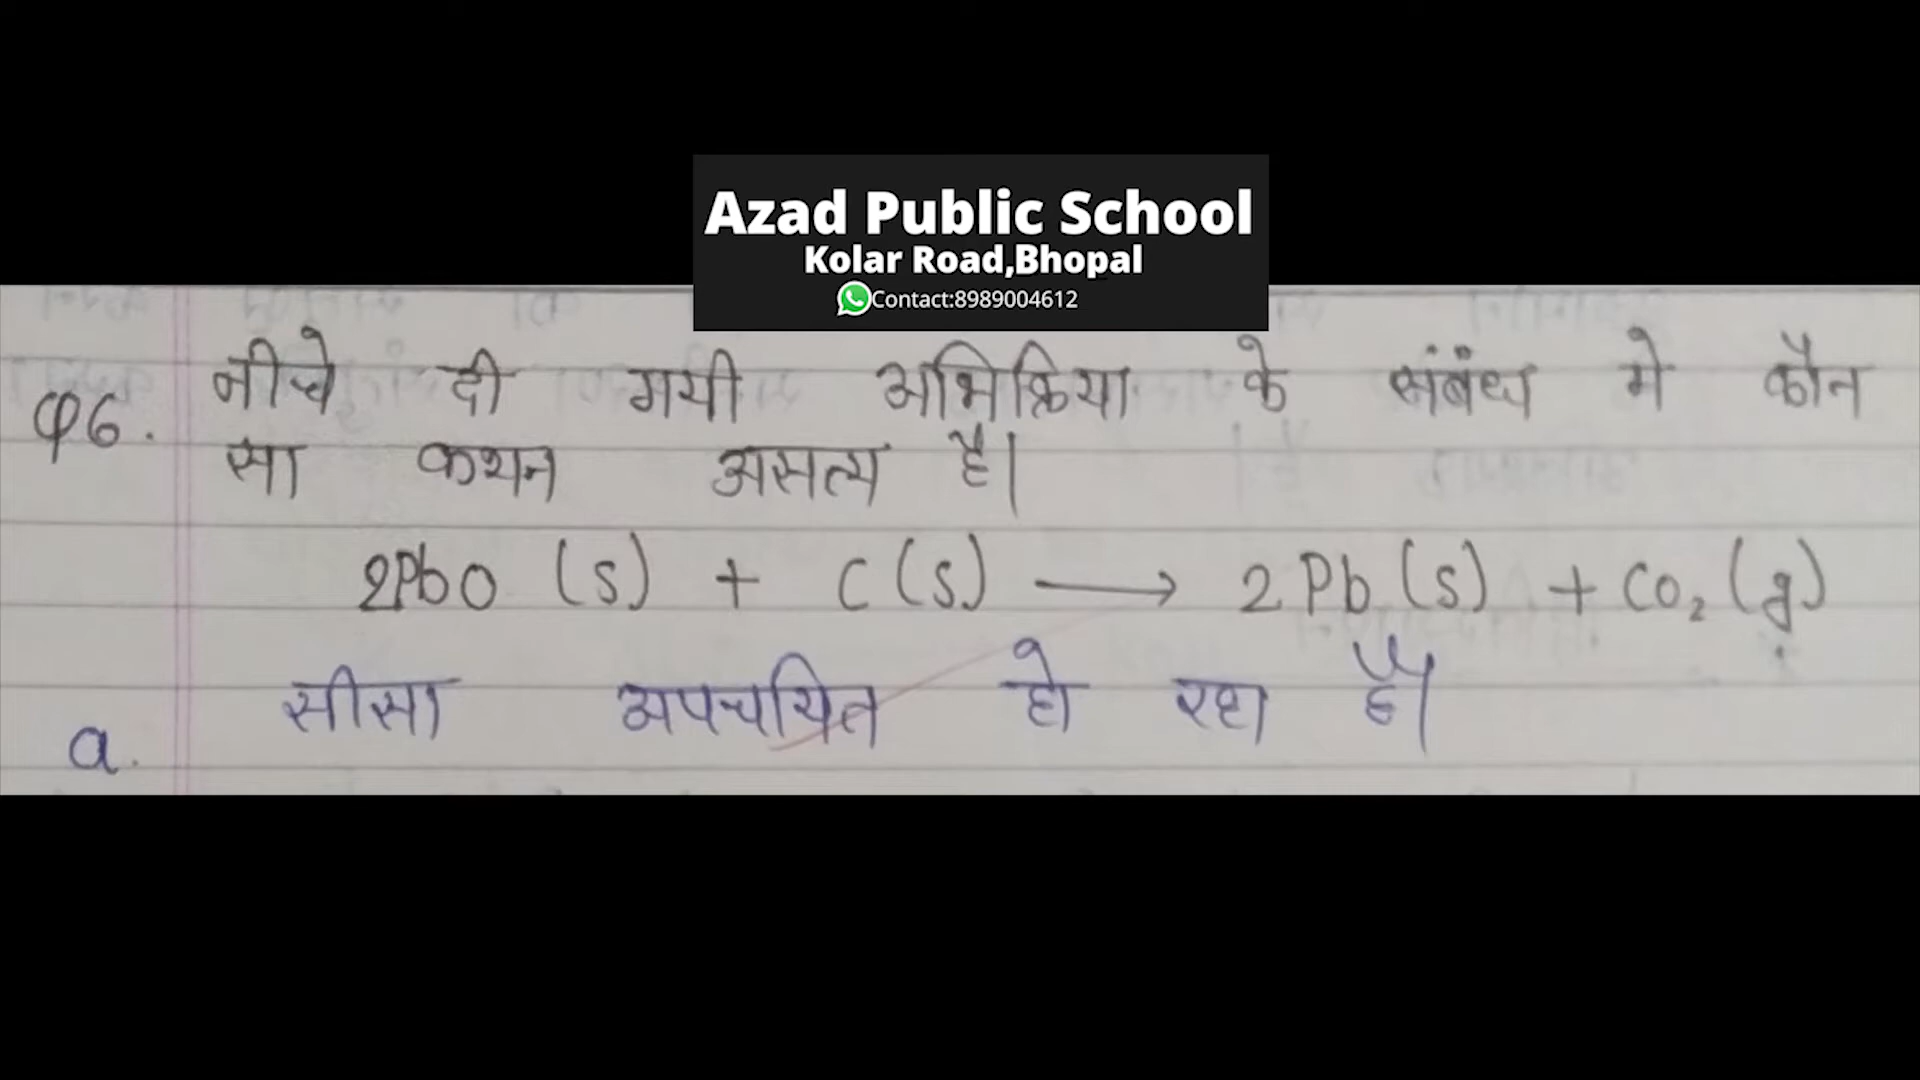 Azad Public School
Kolar Road,Bhopal
Contact:8989004612
Q6. नीचे दी गयी अभिक्रिया के संबंध मे कौन
सा कथन असत्य है।
2PbO (s) + C(s) ⟶ 2Pb (s) + CO₂ (g)
a. सीसा अपचयित हो रहा है।